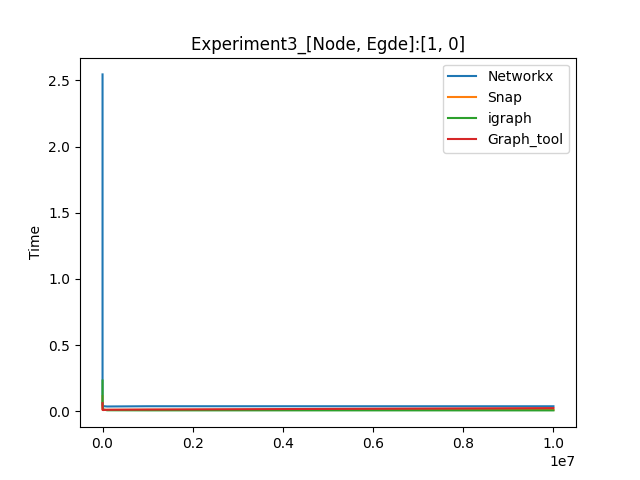 Experiment3_[Node, Egde]:[1, 0]
Networkx
Snap
igraph
Graph_tool
Time
2.5
2.0
1.5
1.0
0.5
0.0
0.0 0.2 0.4 0.6 0.8 1.0
1e7